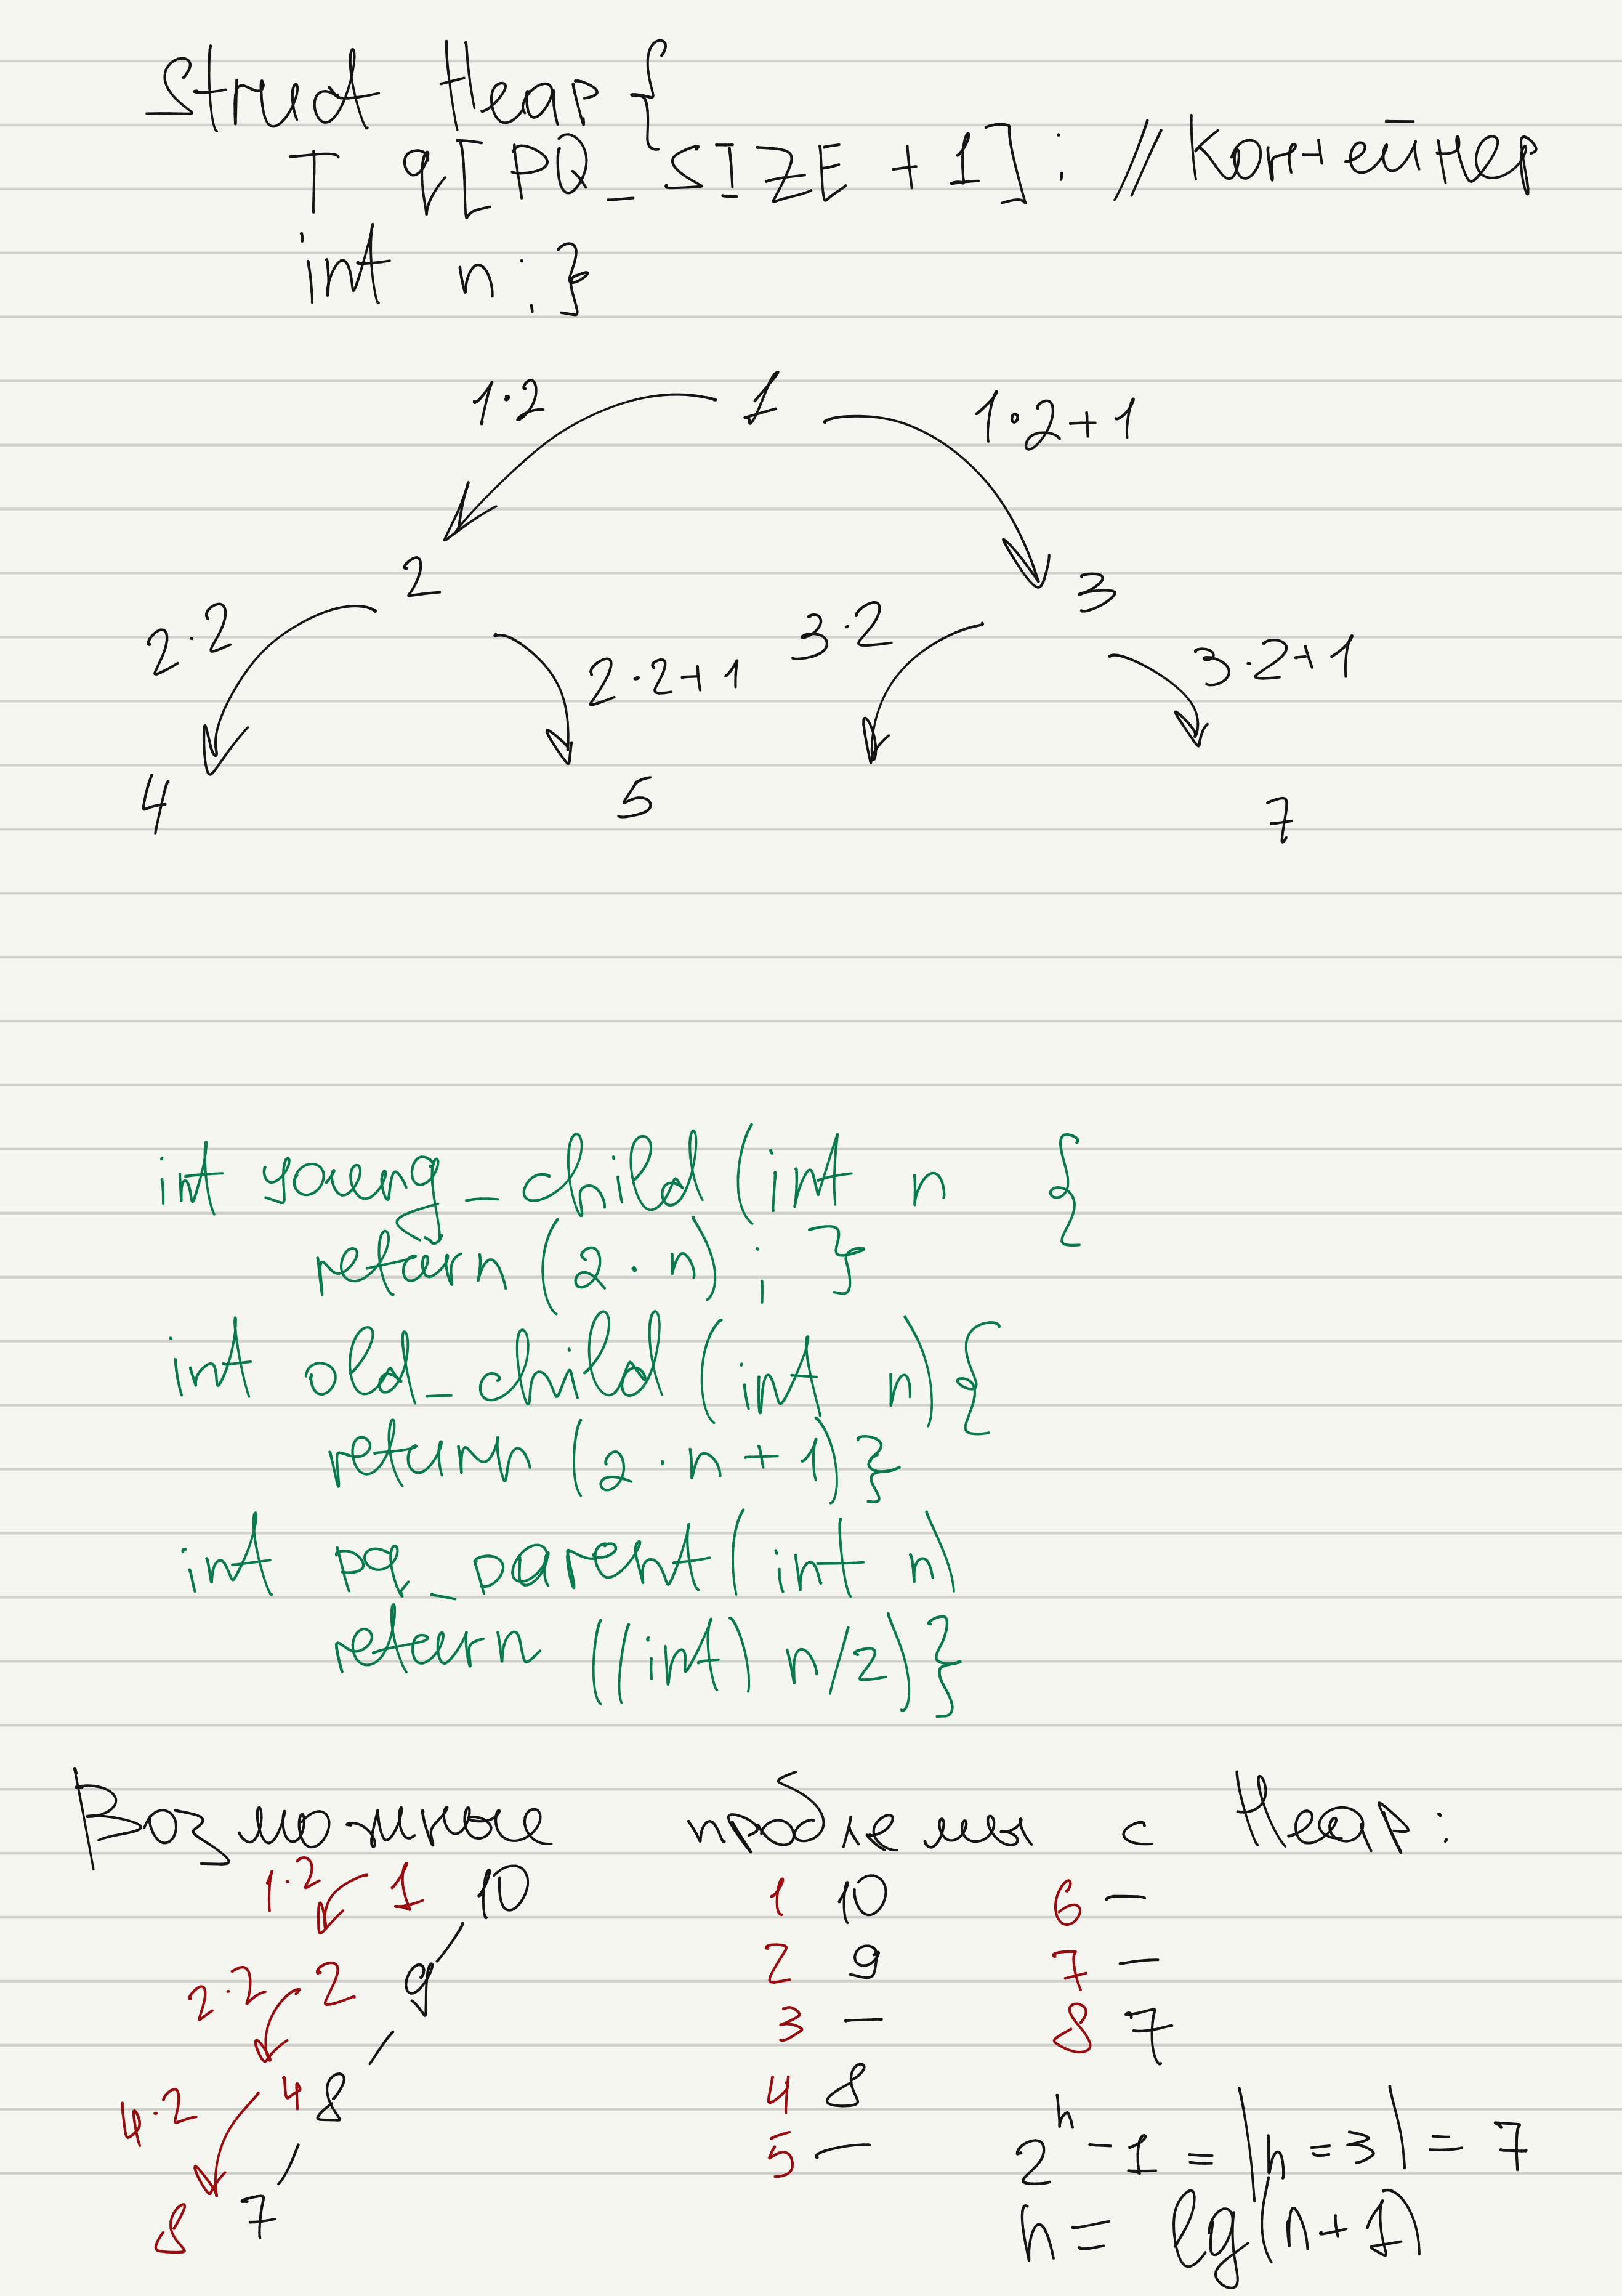 Struct Heap {
T q[PQ_SIZE + 1]; // Контейнер
int n; }
1·2 1 1·2+1
2 3
2·2 2·2+1 3·2 3·2+1
4 5 7
int young_child(int n {
return (2·n); }
int old_child(int n){
return (2·n+1)}
int pq_parent(int n)
return ((int) n/2)}
Возможные проблемы с Heap:
1·2 1 10 1 10 6 —
2·2 2 9 2 9 7 —
3 — 8 7
4·2 4 8 4 8
5 — 2^h - 1 = |h = 3| = 7
8 7 h = lg(n+1)